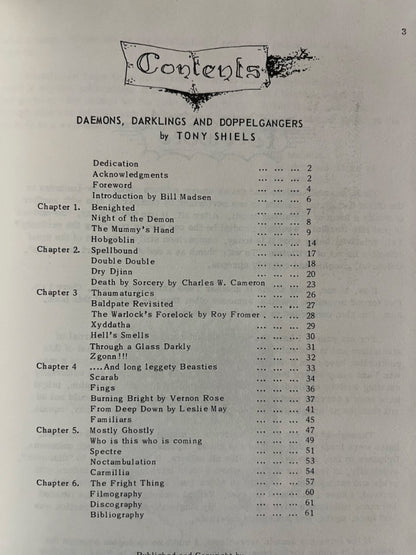 3
Contents
DAEMONS, DARKLINGS AND DOPPELGANGERS
by TONY SHIELS
Dedication ... ... ... 2
Acknowledgments ... ... ... 2
Foreword ... ... ... 4
Introduction by Bill Madsen ... ... ... 6
Chapter 1. Benighted ... ... ... 7
Night of the Demon ... ... ... 8
The Mummy's Hand ... ... ... 9
Hobgoblin ... ... ... 14
Chapter 2. Spellbound ... ... ... 17
Double Double ... ... ... 18
Dry Djinn ... ... ... 20
Death by Sorcery by Charles W. Cameron ... ... 23
Chapter 3 Thaumaturgics ... ... ... 26
Baldpate Revisited ... ... ... 27
The Warlock's Forelock by Roy Fromer . ... ... 28
Xyddatha ... ... ... 29
Hell's Smells ... ... ... 30
Through a Glass Darkly ... ... ... 31
Zgonn!!! ... ... ... 32
Chapter 4 ....And long leggety Beasties ... ... ... 33
Scarab ... ... ... 34
Fings ... ... ... 36
Burning Bright by Vernon Rose ... ... ... 37
From Deep Down by Leslie May ... ... ... 41
Familiars ... ... ... 45
Chapter 5. Mostly Ghostly ... ... ... 47
Who is this who is coming ... ... ... 49
Spectre ... ... ... 51
Noctambulation ... ... ... 53
Carmillia ... ... ... 54
Chapter 6. The Fright Thing ... ... ... 57
Filmography ... ... ... 60
Discography ... ... ... 61
Bibliography ... ... ... 61
Published and Copyright by